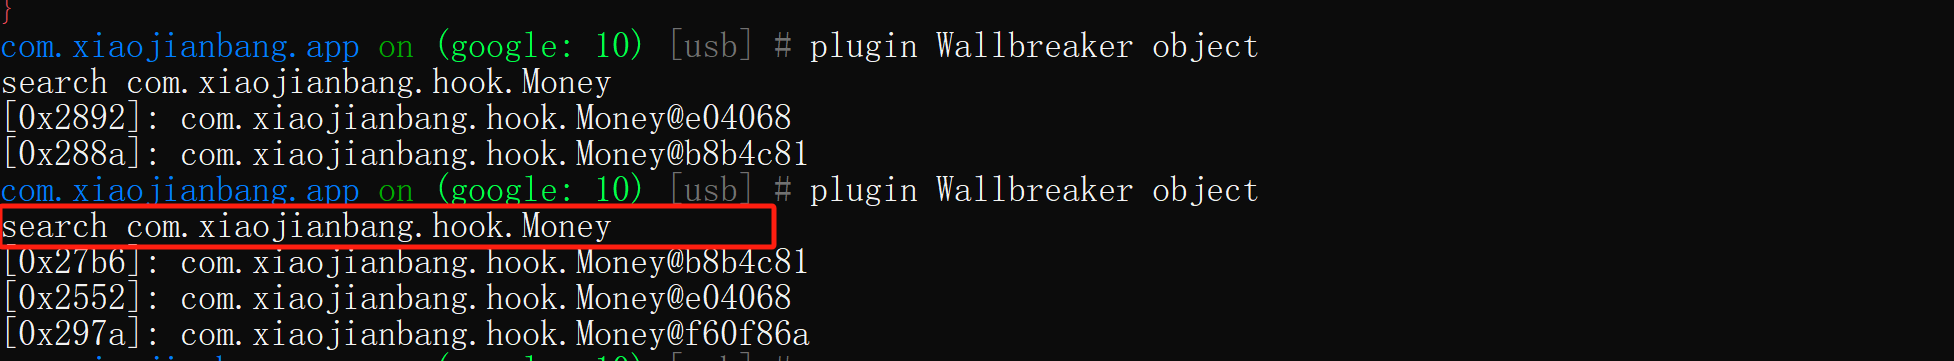 }
com.xiaojianbang.app on (google: 10) [usb] # plugin Wallbreaker object
search com.xiaojianbang.hook.Money
[0x2892]: com.xiaojianbang.hook.Money@e04068
[0x288a]: com.xiaojianbang.hook.Money@b8b4c81
com.xiaojianbang.app on (google: 10) [usb] # plugin Wallbreaker object
search com.xiaojianbang.hook.Money
[0x27b6]: com.xiaojianbang.hook.Money@b8b4c81
[0x2552]: com.xiaojianbang.hook.Money@e04068
[0x297a]: com.xiaojianbang.hook.Money@f60f86a